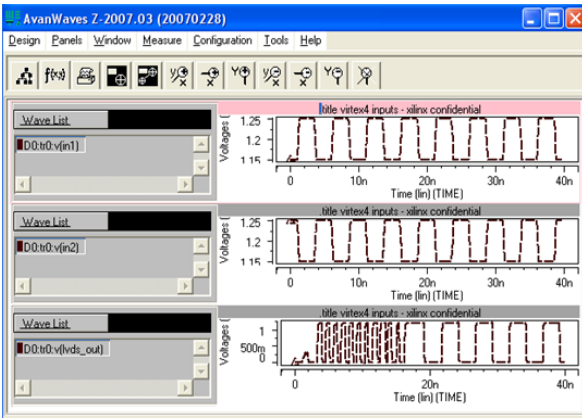 AvanWaves Z-2007.03 (20070228)
Design Panels Window Measure Configuration Tools Help
f(x)
Wave List
D0:tr0:v(in1)
.title virtex4 inputs - xilinx confidential
Voltages (
1.25
1.2
1.15
0 10n 20n 30n 40n
Time (lin) (TIME)
Wave List
D0:tr0:v(in2)
.title virtex4 inputs - xilinx confidential
Voltages (
1.25
1.2
1.15
0 10n 20n 30n 40n
Time (lin) (TIME)
Wave List
D0:tr0:v(lvds_out)
.title virtex4 inputs - xilinx confidential
Voltages (
1
500m
0
0 20n 40n
Time (lin) (TIME)